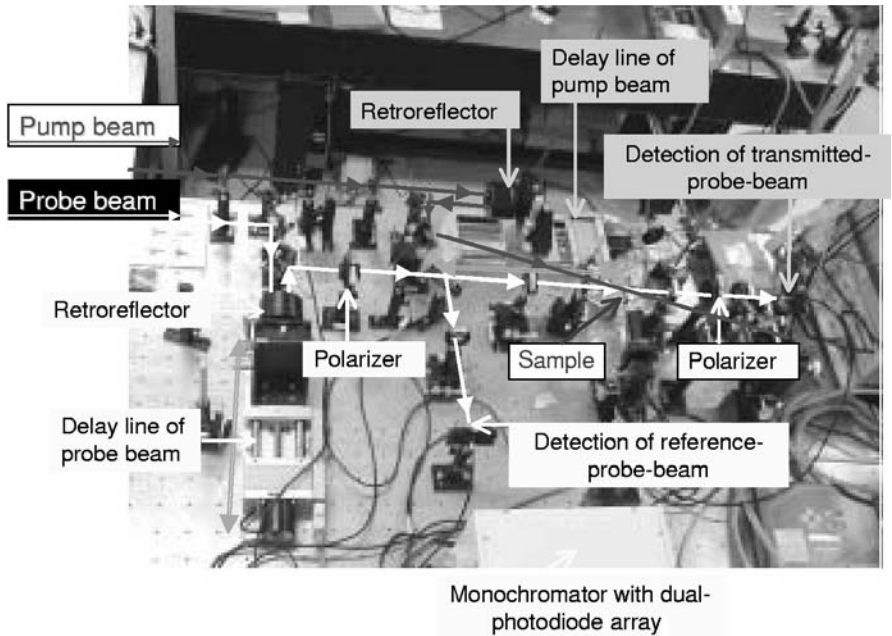 Delay line of
pump beam
Retroreflector
Pump beam
Detection of transmitted-
probe-beam
Probe beam
Retroreflector
Polarizer
Sample
Polarizer
Delay line of
probe beam
Detection of reference-
probe-beam
Monochromator with dual-
photodiode array